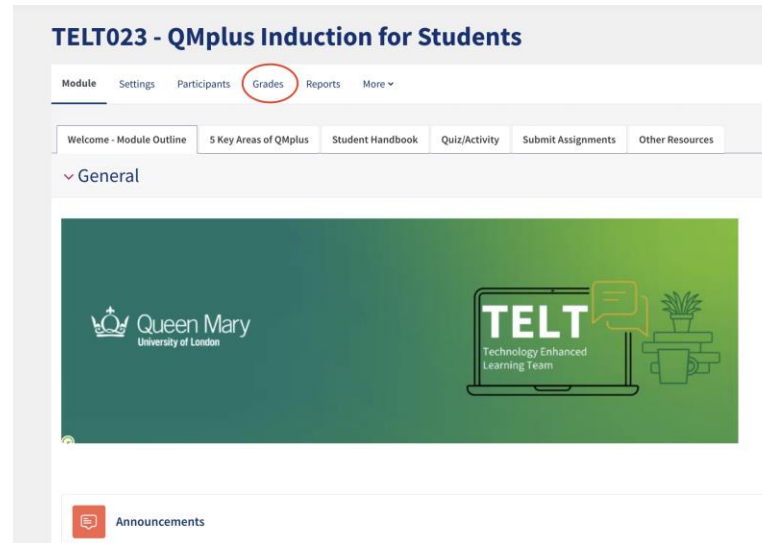 TELT023 - QMplus Induction for Students
Module Settings Participants Grades Reports More
Welcome - Module Outline 5 Key Areas of QMplus Student Handbook Quiz/Activity Submit Assignments Other Resources
General
Queen Mary
University of London
TELT
Technology Enhanced
Learning Team
Announcements